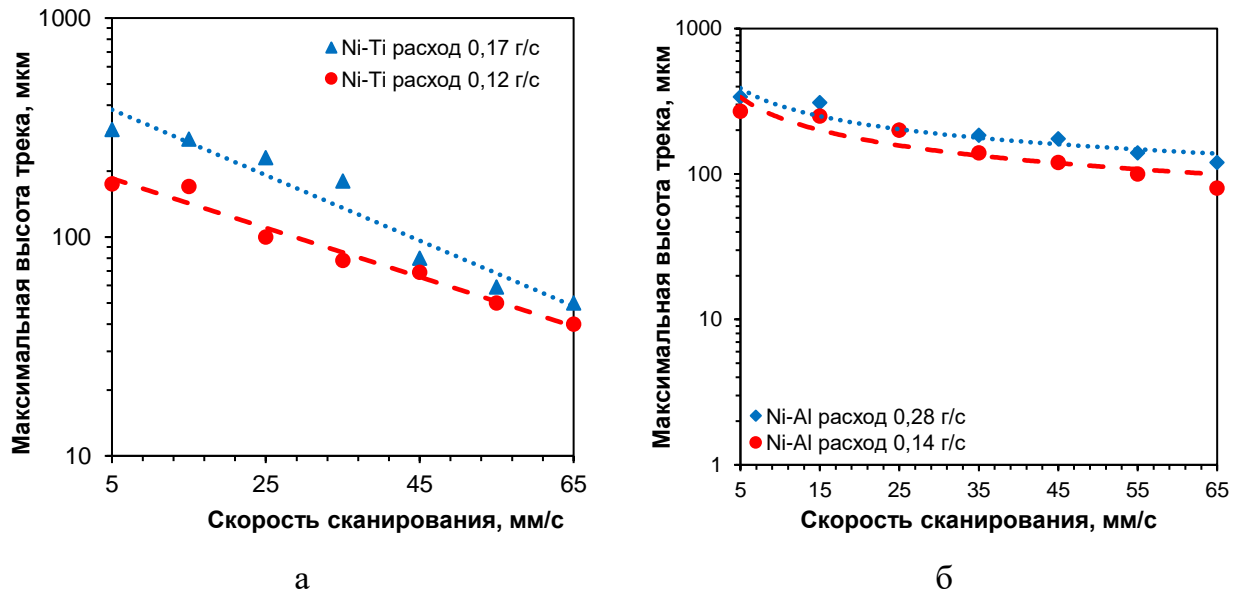 Максимальная высота трека, мкм
1000
100
10
Ni-Ti расход 0,17 г/с
Ni-Ti расход 0,12 г/с
5 25 45 65
Скорость сканирования, мм/с
а
Максимальная высота трека, мкм
1000
100
10
1
Ni-Al расход 0,28 г/с
Ni-Al расход 0,14 г/с
5 15 25 35 45 55 65
Скорость сканирования, мм/с
б